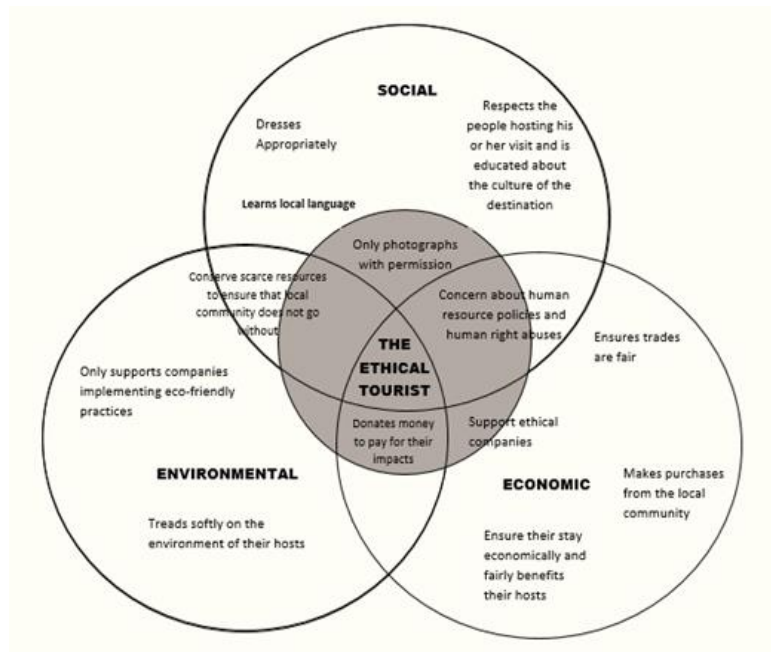 SOCIAL
Dresses
Appropriately
Respects the
people hosting his
or her visit and is
educated about
the culture of the
destination
Learns local language
Only photographs
with permission
Conserve scarce resources
to ensure that local
community does not go
without
Concern about human
resource policies and
human right abuses
THE
ETHICAL
TOURIST
Ensures trades
are fair
Only supports companies
implementing eco-friendly
practices
Donates money
to pay for their
impacts
Support ethical
companies
ENVIRONMENTAL
ECONOMIC
Makes purchases
from the local
community
Treads softly on the
environment of their hosts
Ensure their stay
economically and
fairly benefits
their hosts